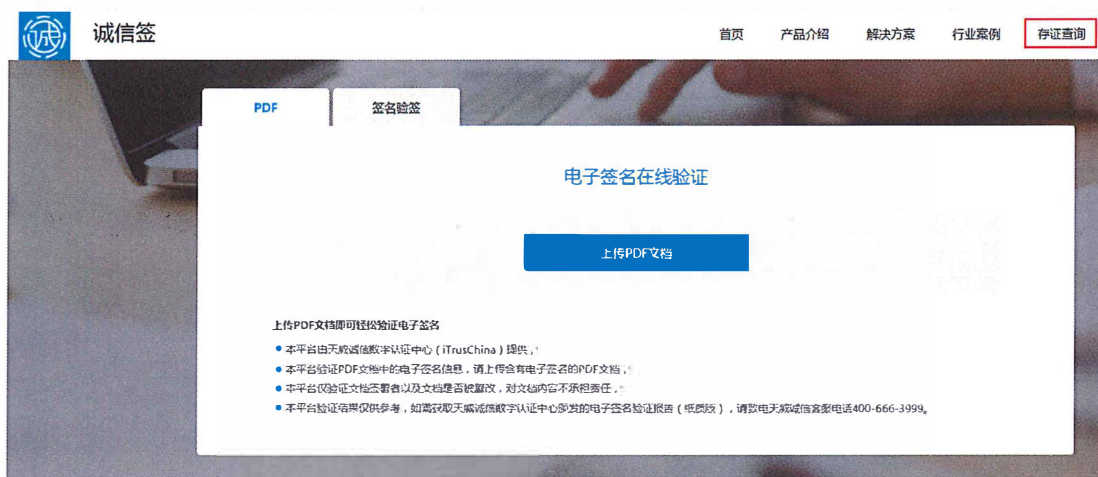 诚
诚信签
首页 产品介绍 解决方案 行业案例 存证查询
PDF 签名验签
电子签名在线验证
上传PDF文档
上传PDF文档即可轻松验证电子签名
本平台由天威诚信数字认证中心（iTrusChina）提供，
本平台验证PDF文档中的电子签名信息，请上传含有电子签名的PDF文档，
本平台仅验证文档签署者以及文档是否被篡改，对文档内容不承担责任，
本平台验证结果仅供参考，如需获取天威诚信数字认证中心颁发的电子签名验证报告（纸质版），请致电天威诚信客服电话400-666-3999。